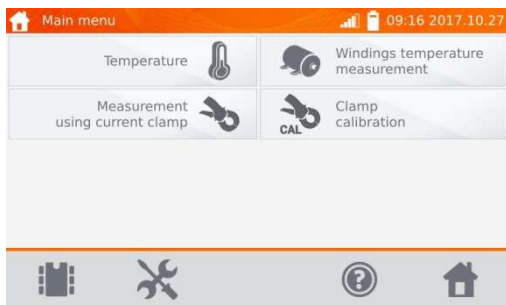 Main menu
09:16 2017.10.27
Temperature
Windings temperature
measurement
Measurement
using current clamp
CAL
Clamp
calibration
?